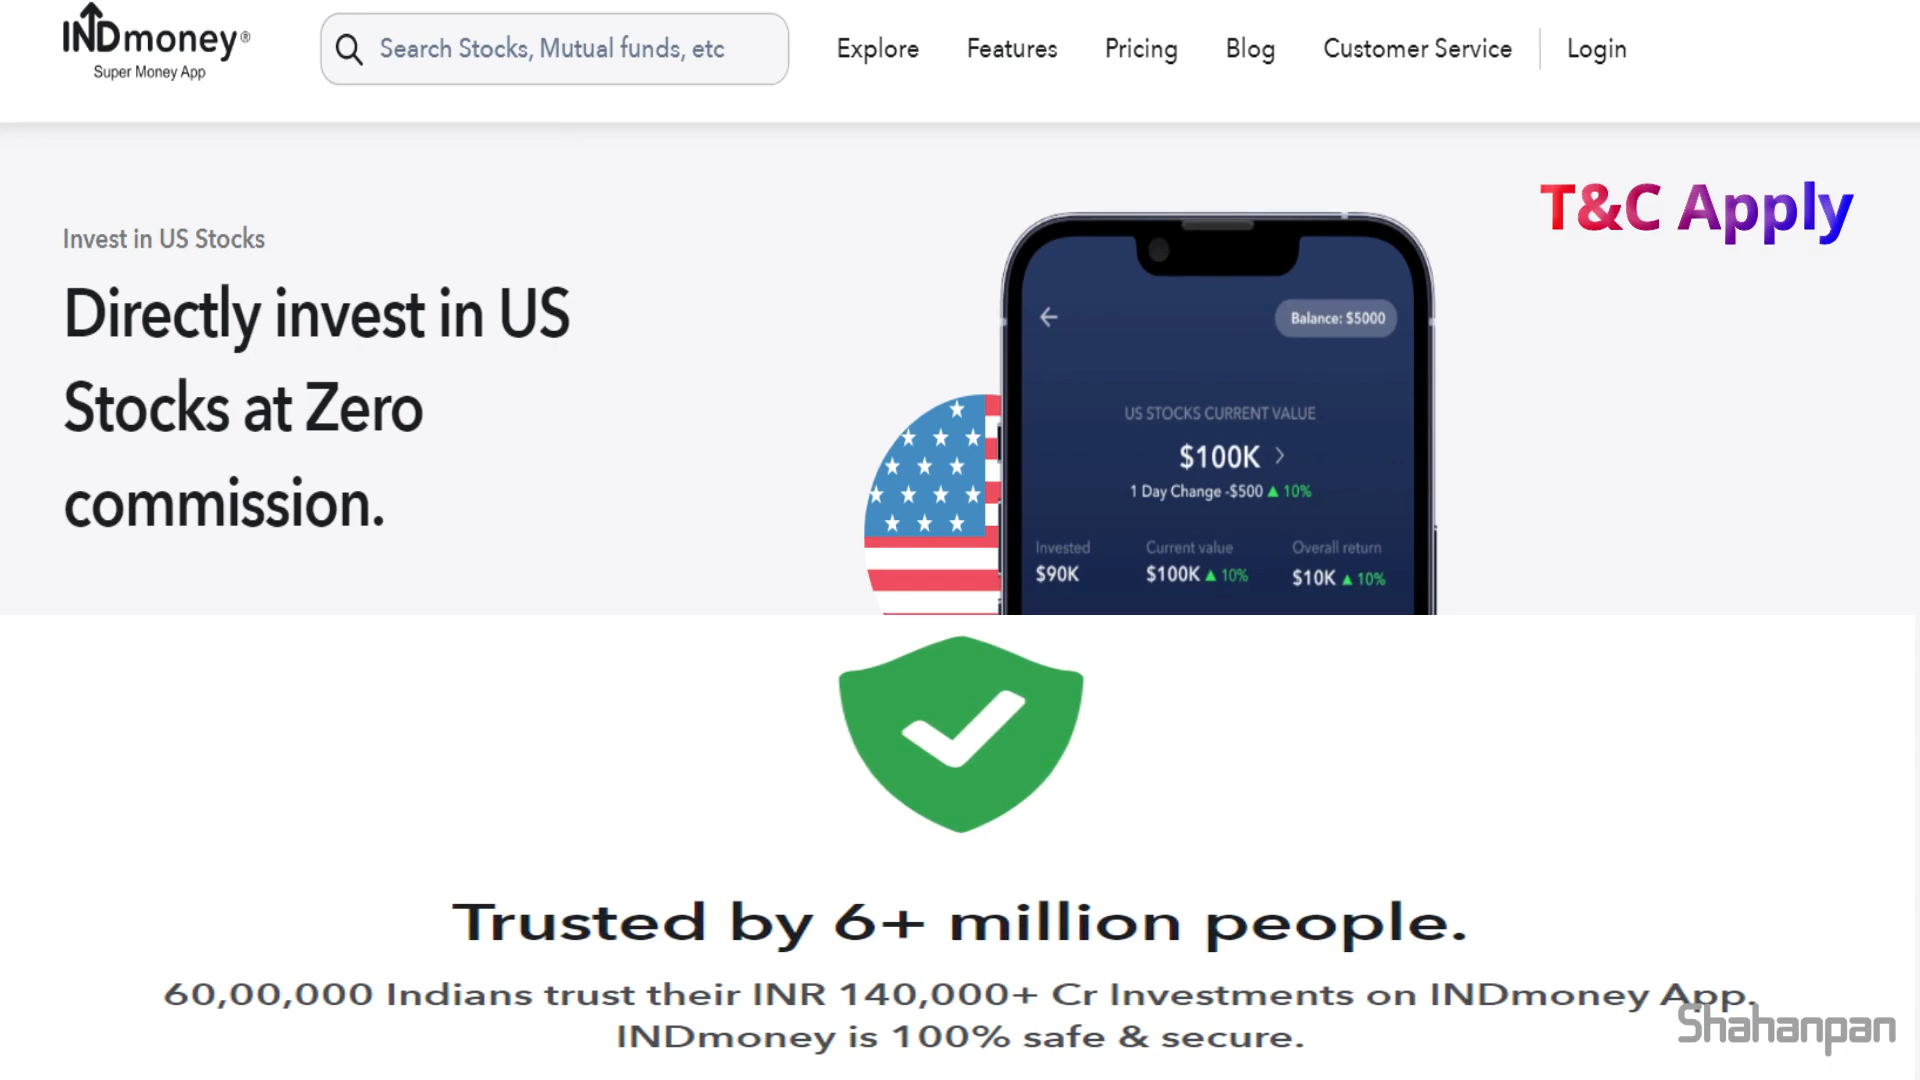 INDmoney®
Super Money App
Search Stocks, Mutual funds, etc
Explore
Features
Pricing
Blog
Customer Service
Login
T&C Apply
Invest in US Stocks
Directly invest in US
Stocks at Zero
commission.
Balance: $5000
US STOCKS CURRENT VALUE
$100K >
1 Day Change -$500 ▲ 10%
Invested Current value Overall return
$90K $100K ▲ 10% $10K ▲ 10%
Trusted by 6+ million people.
60,00,000 Indians trust their INR 140,000+ Cr Investments on INDmoney App.
INDmoney is 100% safe & secure.
Shahanpan